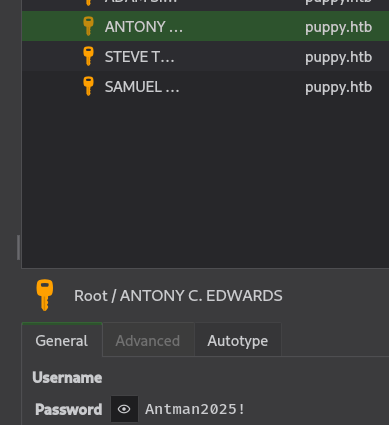 ADAM S... puppy.htb
ANTONY ... puppy.htb
STEVE T... puppy.htb
SAMUEL ... puppy.htb
Root / ANTONY C. EDWARDS
General Advanced Autotype
Username
Password Antman2025!